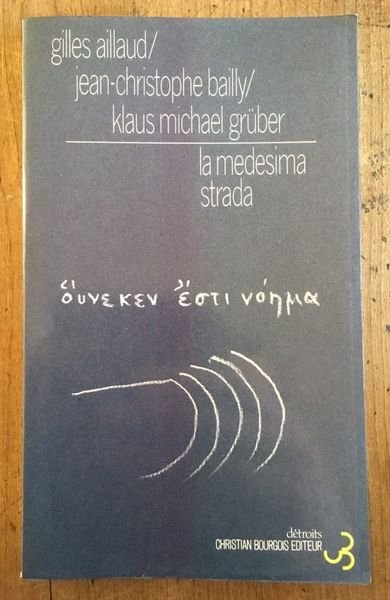 gilles aillaud/
jean-christophe bailly/
klaus michael grüber
la medesima
strada
οὕνεκεν ἔστι νόημα
détroits
CHRISTIAN BOURGOIS EDITEUR